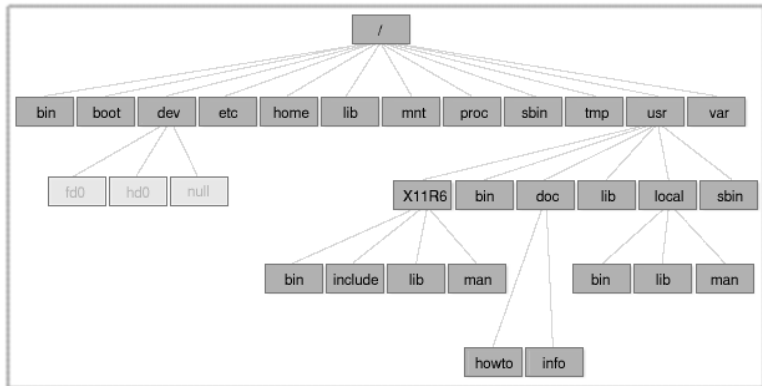 /
bin boot dev etc home lib mnt proc sbin tmp usr var
fd0 hd0 null X11R6 bin doc lib local sbin
bin include lib man bin lib man
howto info